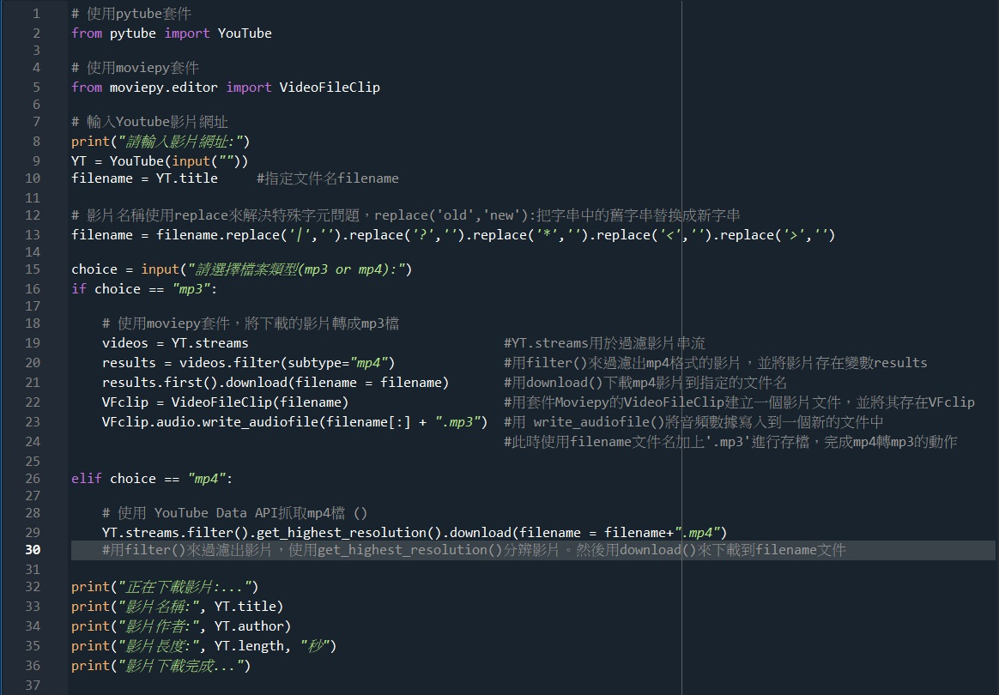 1 # 使用pytube套件
2 from pytube import YouTube
3
4 # 使用moviepy套件
5 from moviepy.editor import VideoFileClip
6
7 # 輸入Youtube影片網址
8 print("請輸入影片網址:")
9 YT = YouTube(input(""))
10 filename = YT.title     #指定文件名filename
11
12 # 影片名稱使用replace來解決特殊字元問題，replace('old','new'):把字串中的舊字串替換成新字串
13 filename = filename.replace('|','').replace('?','').replace('*','').replace('<','').replace('>','')
14
15 choice = input("請選擇檔案類型(mp3 or mp4):")
16 if choice == "mp3":
17
18     # 使用moviepy套件，將下載的影片轉成mp3檔
19     videos = YT.streams                                 #YT.streams用於過濾影片串流
20     results = videos.filter(subtype="mp4")              #用filter()來過濾出mp4格式的影片，並將影片存在變數results
21     results.first().download(filename = filename)       #用download()下載mp4影片到指定的文件名
22     VFclip = VideoFileClip(filename)                    #用套件Moviepy的VideoFileClip建立一個影片文件，並將其存在VFclip
23     VFclip.audio.write_audiofile(filename[:] + ".mp3")  #用 write_audiofile()將音頻數據寫入到一個新的文件中
24                                                         #此時使用filename文件名加上'.mp3'進行存檔，完成mp4轉mp3的動作
25
26 elif choice == "mp4":
27
28     # 使用 YouTube Data API抓取mp4檔 ()
29     YT.streams.filter().get_highest_resolution().download(filename = filename+".mp4")
30     #用filter()來過濾出影片，使用get_highest_resolution()分辨影片。然後用download()來下載到filename文件
31
32 print("正在下載影片:...")
33 print("影片名稱:", YT.title)
34 print("影片作者:", YT.author)
35 print("影片長度:", YT.length, "秒")
36 print("影片下載完成...")
37